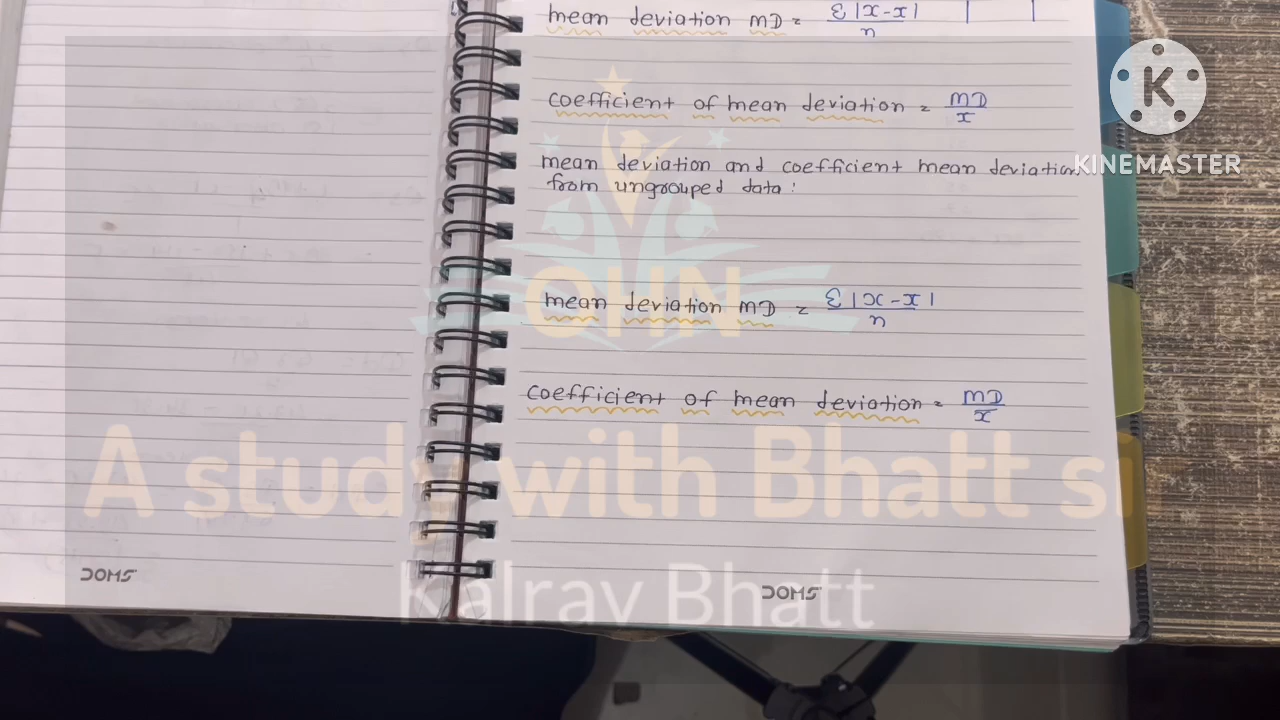 mean deviation MD = Σ |x-x| / n
coefficient of mean deviation = MD / x
mean deviation and coefficient mean deviation
from ungrouped data :
mean deviation MD = Σ |x-x| / n
coefficient of mean deviation = MD / x
K
KINEMASTER
OHN
A study with Bhatt si
Kalrav Bhatt
DOMS
DOMS